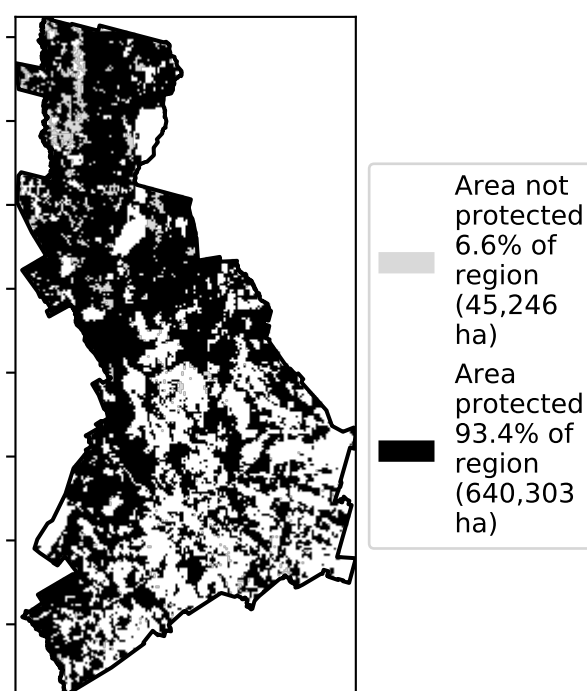 Area not
protected
6.6% of
region
(45,246
ha)
Area
protected
93.4% of
region
(640,303
ha)